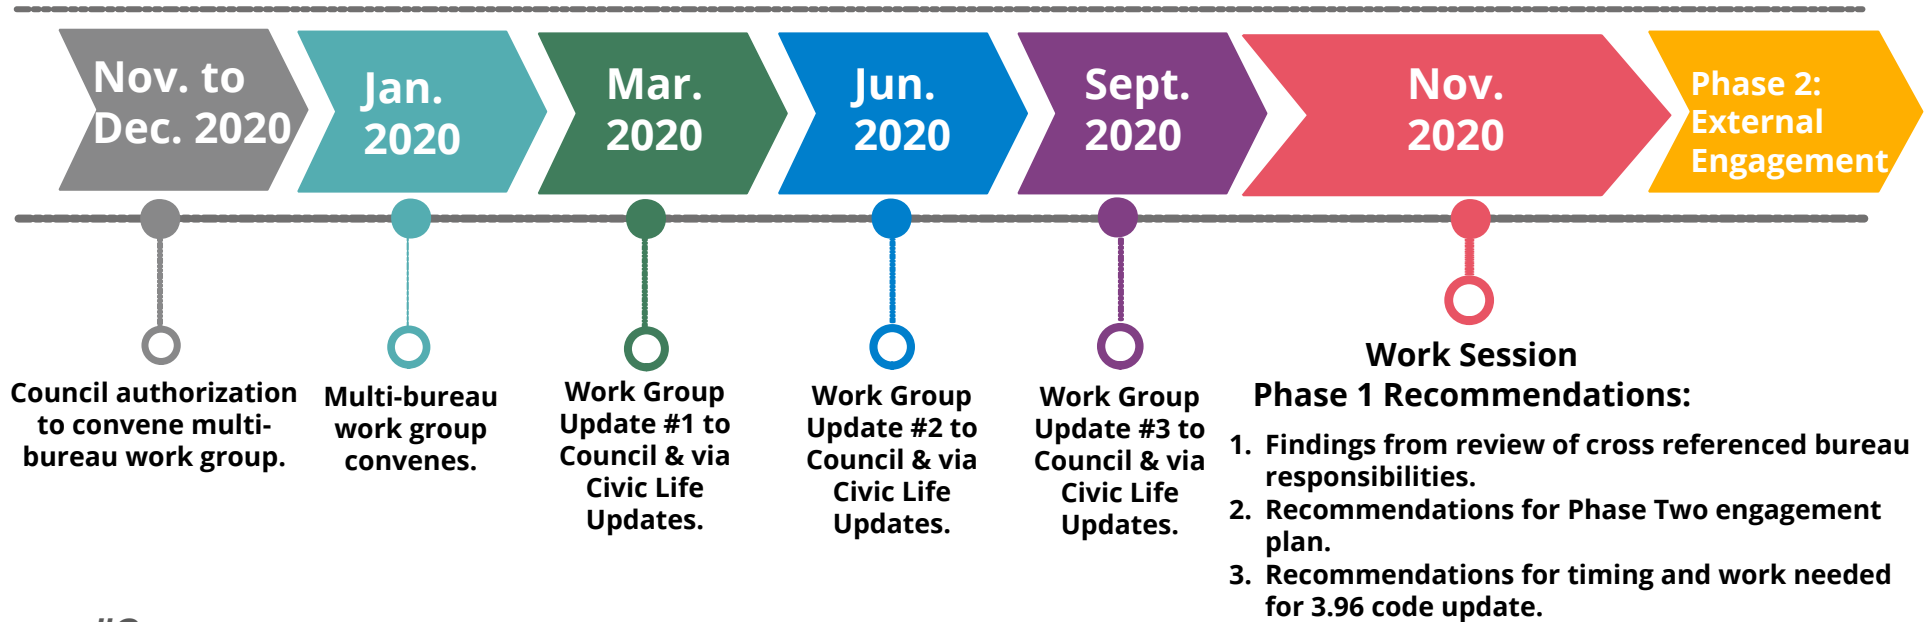 Nov. to
Dec. 2020
Jan.
2020
Mar.
2020
Jun.
2020
Sept.
2020
Nov.
2020
Phase 2:
External
Engagement
Council authorization
to convene multi-
bureau work group.
Multi-bureau
work group
convenes.
Work Group
Update #1 to
Council & via
Civic Life
Updates.
Work Group
Update #2 to
Council & via
Civic Life
Updates.
Work Group
Update #3 to
Council & via
Civic Life
Updates.
Work Session
Phase 1 Recommendations:
1. Findings from review of cross referenced bureau
responsibilities.
2. Recommendations for Phase Two engagement
plan.
3. Recommendations for timing and work needed
for 3.96 code update.